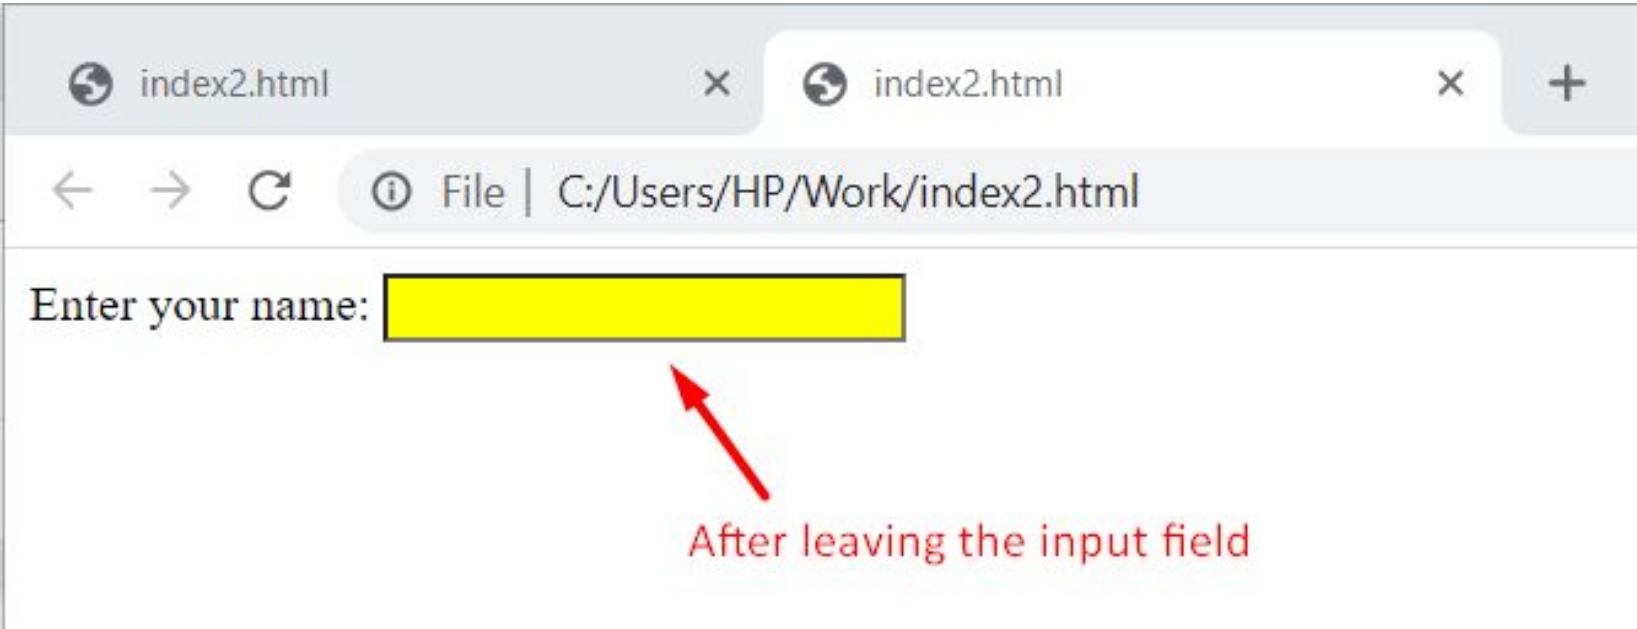 index2.html
index2.html
File | C:/Users/HP/Work/index2.html
Enter your name:
After leaving the input field